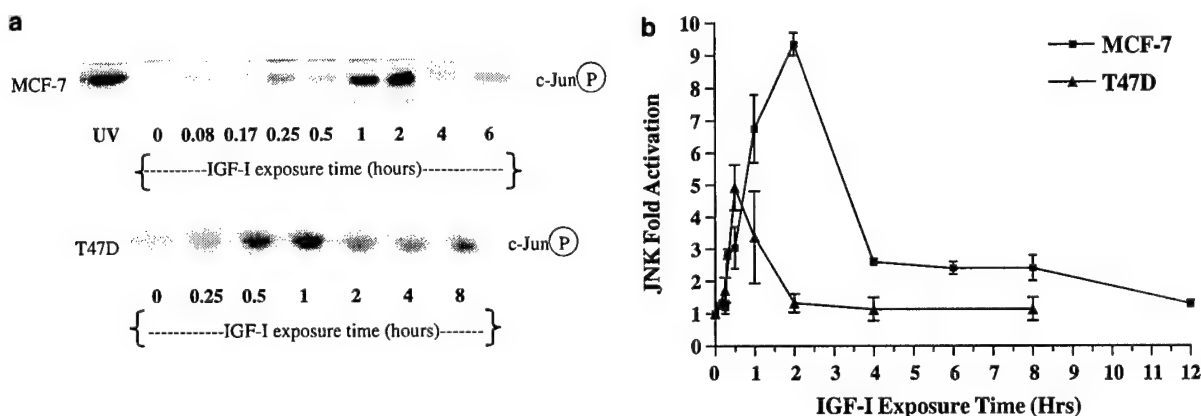 a
MCF-7
c-Jun P
UV 0 0.08 0.17 0.25 0.5 1 2 4 6
{---------IGF-I exposure time (hours)------------}
T47D
c-Jun P
0 0.25 0.5 1 2 4 8
{---------IGF-I exposure time (hours)-------}
b
MCF-7
T47D
JNK Fold Activation
10
9
8
7
6
5
4
3
2
1
0
0 1 2 3 4 5 6 7 8 9 10 11 12
IGF-I Exposure Time (Hrs)